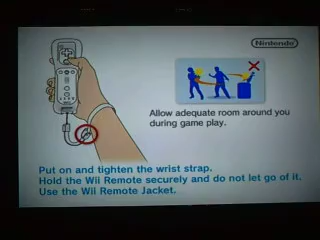 Nintendo
Allow adequate room around you
during game play.
Put on and tighten the wrist strap.
Hold the Wii Remote securely and do not let go of it.
Use the Wii Remote Jacket.